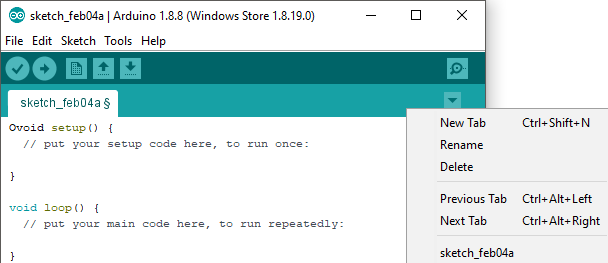 sketch_feb04a | Arduino 1.8.8 (Windows Store 1.8.19.0)
File Edit Sketch Tools Help
sketch_feb04a §
Ovoid setup() {
// put your setup code here, to run once:
}
void loop() {
// put your main code here, to run repeatedly:
}
New Tab Ctrl+Shift+N
Rename
Delete
Previous Tab Ctrl+Alt+Left
Next Tab Ctrl+Alt+Right
sketch_feb04a